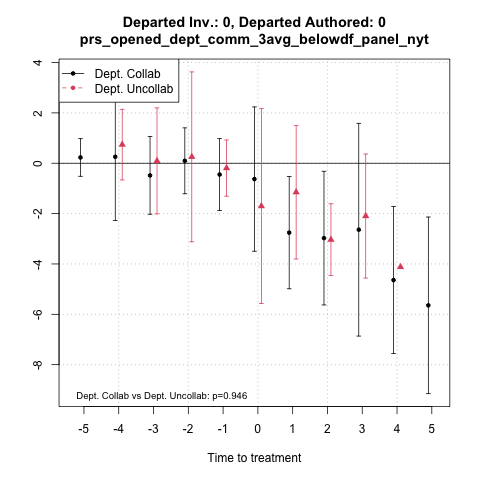 Departed Inv.: 0, Departed Authored: 0
prs_opened_dept_comm_3avg_belowdf_panel_nyt
Dept. Collab
Dept. Uncollab
4
2
0
-2
-4
-6
-8
Dept. Collab vs Dept. Uncollab: p=0.946
-5 -4 -3 -2 -1 0 1 2 3 4 5
Time to treatment